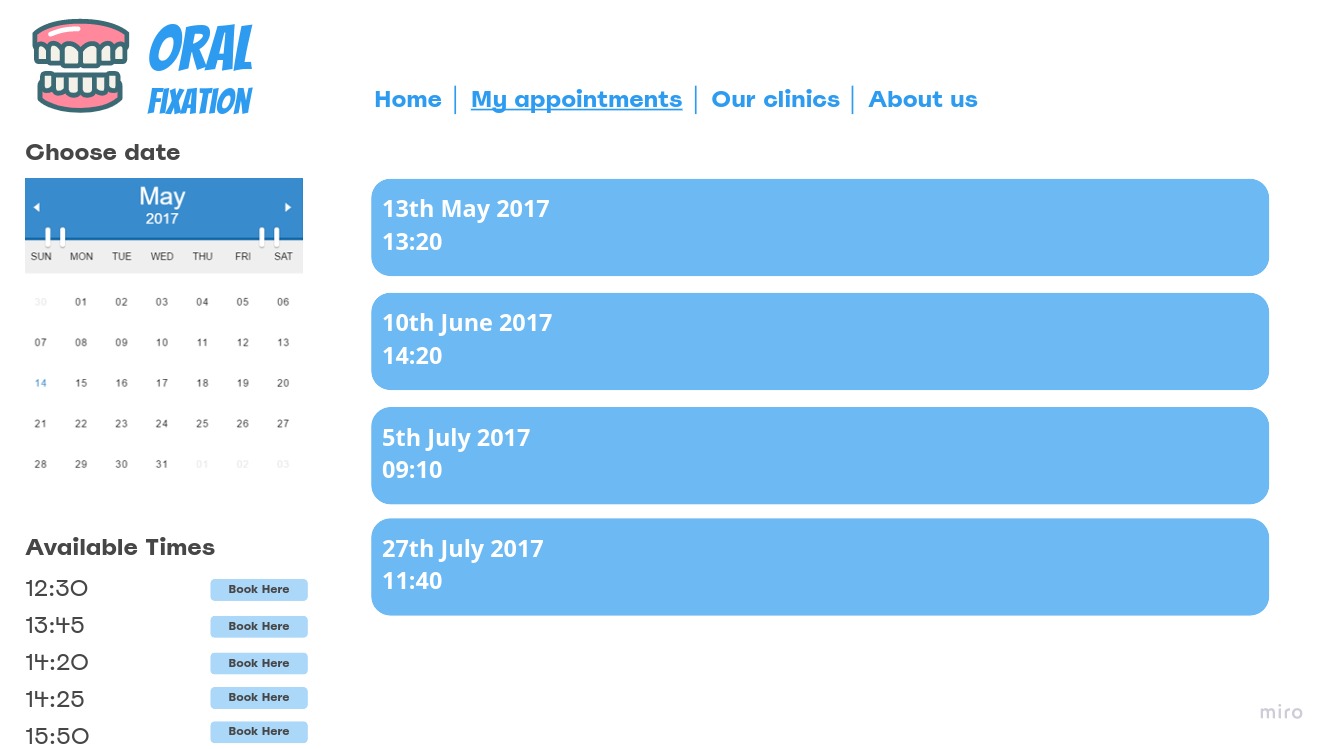 ORAL
FIXATION
Home My appointments Our clinics About us
Choose date
May
2017
SUN MON TUE WED THU FRI SAT
30 01 02 03 04 05 06
07 08 09 10 11 12 13
14 15 16 17 18 19 20
21 22 23 24 25 26 27
28 29 30 31 01 02 03
Available Times
12:30 Book Here
13:45 Book Here
14:20 Book Here
14:25 Book Here
15:50 Book Here
13th May 2017
13:20
10th June 2017
14:20
5th July 2017
09:10
27th July 2017
11:40
miro